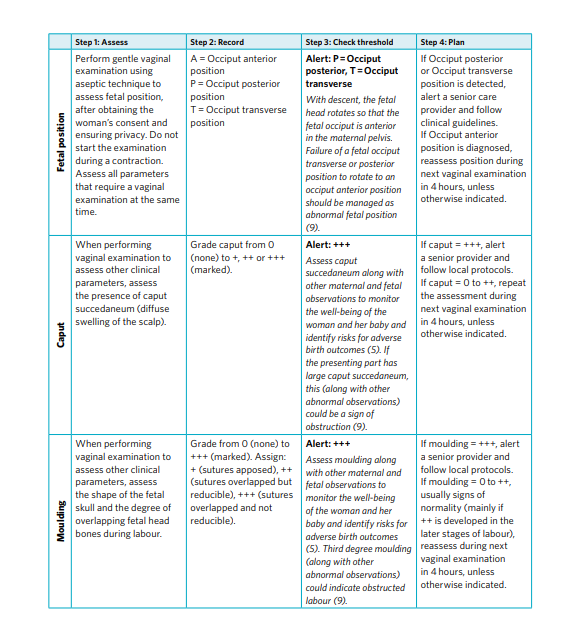 Step 1: Assess
Step 2: Record
Step 3: Check threshold
Step 4: Plan
Fetal position
Perform gentle vaginal
examination using
aseptic technique to
assess fetal position,
after obtaining the
woman's consent and
ensuring privacy. Do not
start the examination
during a contraction.
Assess all parameters
that require a vaginal
examination at the same
time.
A = Occiput anterior
position
P = Occiput posterior
position
T = Occiput transverse
position
Alert: P = Occiput
posterior, T = Occiput
transverse
With descent, the fetal
head rotates so that the
fetal occiput is anterior
in the maternal pelvis.
Failure of a fetal occiput
transverse or posterior
position to rotate to an
occiput anterior position
should be managed as
abnormal fetal position
(9).
If Occiput posterior
or Occiput transverse
position is detected,
alert a senior care
provider and follow
clinical guidelines.
If Occiput anterior
position is diagnosed,
reassess position during
next vaginal examination
in 4 hours, unless
otherwise indicated.
Caput
When performing
vaginal examination to
assess other clinical
parameters, assess
the presence of caput
succedaneum (diffuse
swelling of the scalp).
Grade caput from 0
(none) to +, ++ or +++
(marked).
Alert: +++
Assess caput
succedaneum along with
other maternal and fetal
observations to monitor
the well-being of the
woman and her baby and
identify risks for adverse
birth outcomes (5). If
the presenting part has
large caput succedaneum,
this (along with other
abnormal observations)
could be a sign of
obstruction (9).
If caput = +++, alert
a senior provider and
follow local protocols.
If caput = 0 to ++, repeat
the assessment during
next vaginal examination
in 4 hours, unless
otherwise indicated.
Moulding
When performing
vaginal examination to
assess other clinical
parameters, assess
the shape of the fetal
skull and the degree of
overlapping fetal head
bones during labour.
Grade from 0 (none) to
+++ (marked). Assign:
+ (sutures apposed), ++
(sutures overlapped but
reducible), +++ (sutures
overlapped and not
reducible).
Alert: +++
Assess moulding along
with other maternal and
fetal observations to
monitor the well-being
of the woman and her
baby and identify risks for
adverse birth outcomes
(5). Third degree moulding
(along with other
abnormal observations)
could indicate obstructed
labour (9).
If moulding = +++, alert
a senior provider and
follow local protocols.
If moulding = 0 to ++,
usually signs of
normality (mainly if
++ is developed in the
later stages of labour),
reassess during next
vaginal examination
in 4 hours, unless
otherwise indicated.